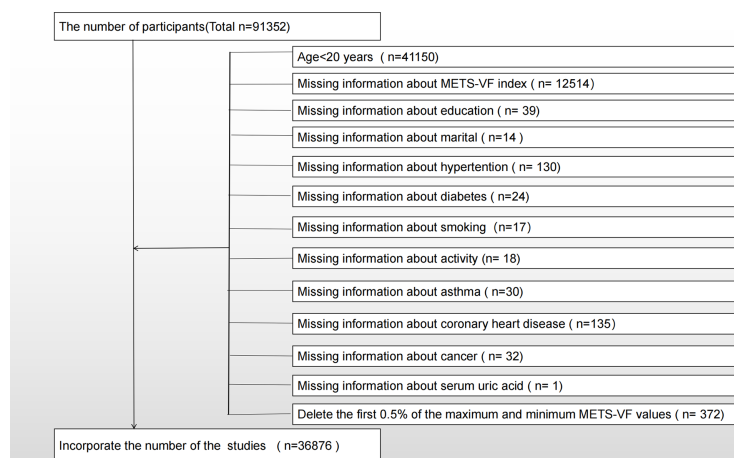 The number of participants(Total n=91352)
Age<20 years ( n=41150)
Missing information about METS-VF index ( n= 12514)
Missing information about education ( n= 39)
Missing information about marital ( n=14 )
Missing information about hypertention ( n= 130)
Missing information about diabetes ( n=24)
Missing information about smoking (n=17)
Missing information about activity (n= 18)
Missing information about asthma ( n=30)
Missing information about coronary heart disease ( n=135)
Missing information about cancer ( n= 32)
Missing information about serum uric acid ( n= 1)
Delete the first 0.5% of the maximum and minimum METS-VF values ( n= 372)
Incorporate the number of the studies ( n=36876 )